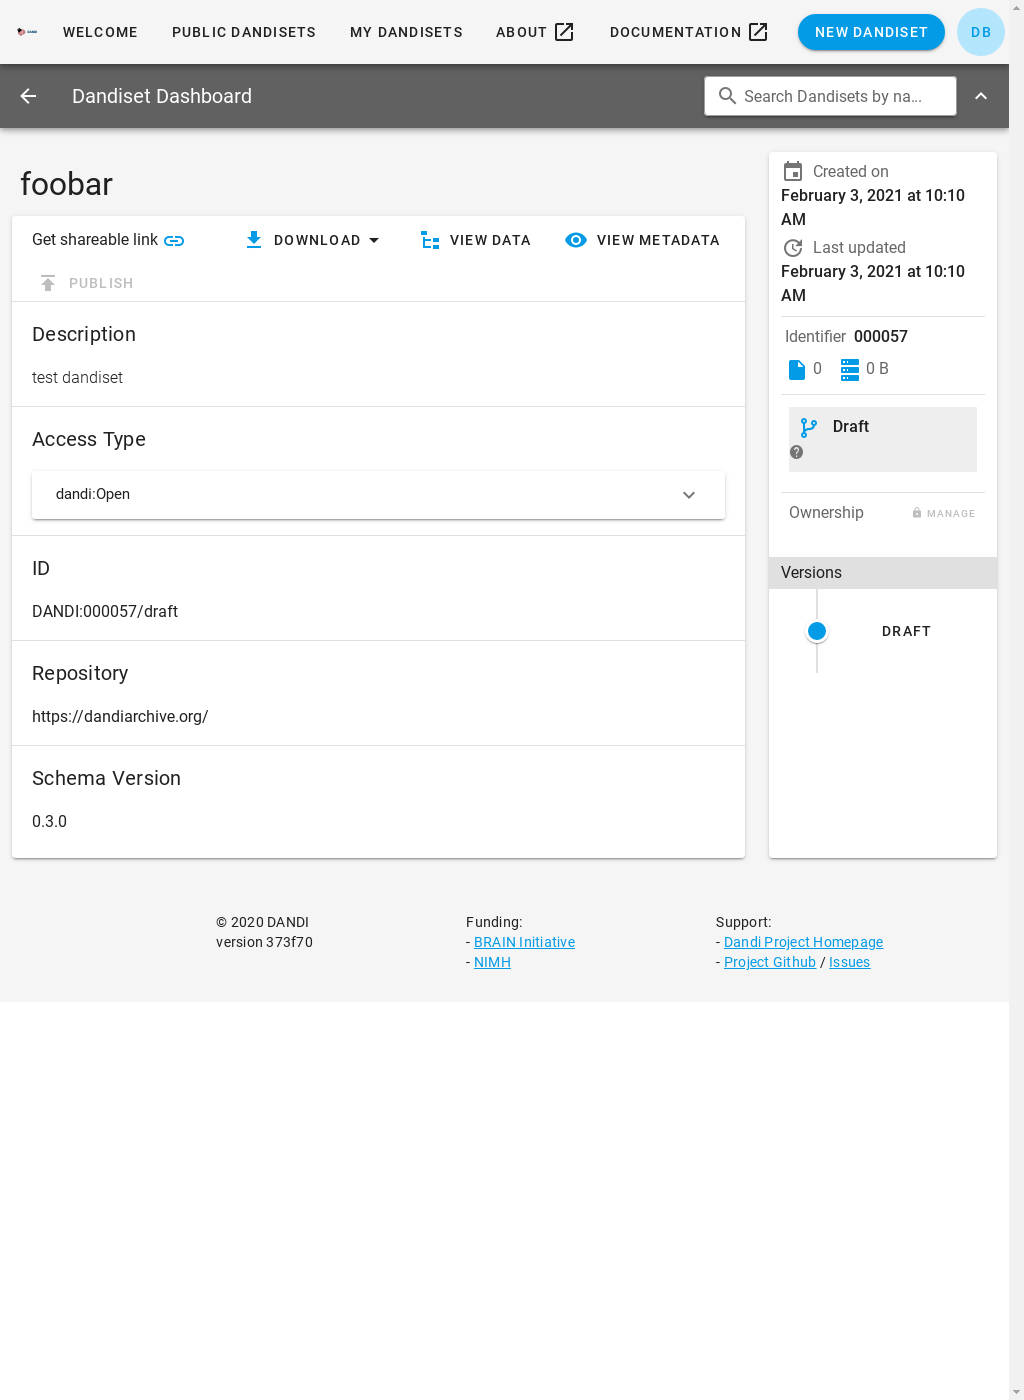 WELCOME PUBLIC DANDISETS MY DANDISETS ABOUT DOCUMENTATION NEW DANDISET DB
Dandiset Dashboard Search Dandisets by na...
foobar
Get shareable link DOWNLOAD VIEW DATA VIEW METADATA
PUBLISH
Description
test dandiset
Access Type
dandi:Open
ID
DANDI:000057/draft
Repository
https://dandiarchive.org/
Schema Version
0.3.0
Created on
February 3, 2021 at 10:10
AM
Last updated
February 3, 2021 at 10:10
AM
Identifier 000057
0 0 B
Draft
Ownership MANAGE
Versions
DRAFT
© 2020 DANDI
version 373f70
Funding:
- BRAIN Initiative
- NIMH
Support:
- Dandi Project Homepage
- Project Github / Issues